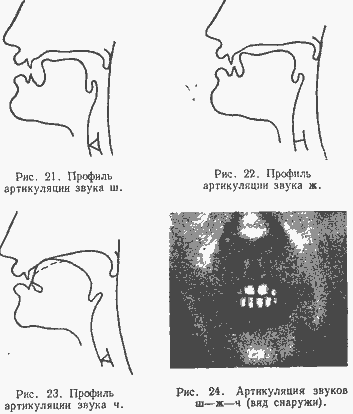 Рис. 21. Профиль
артикуляции звука ш.
Рис. 22. Профиль
артикуляции звука ж.
Рис. 23. Профиль
артикуляции звука ч.
Рис. 24. Артикуляция звуков
ш—ж—ч (вид снаружи).